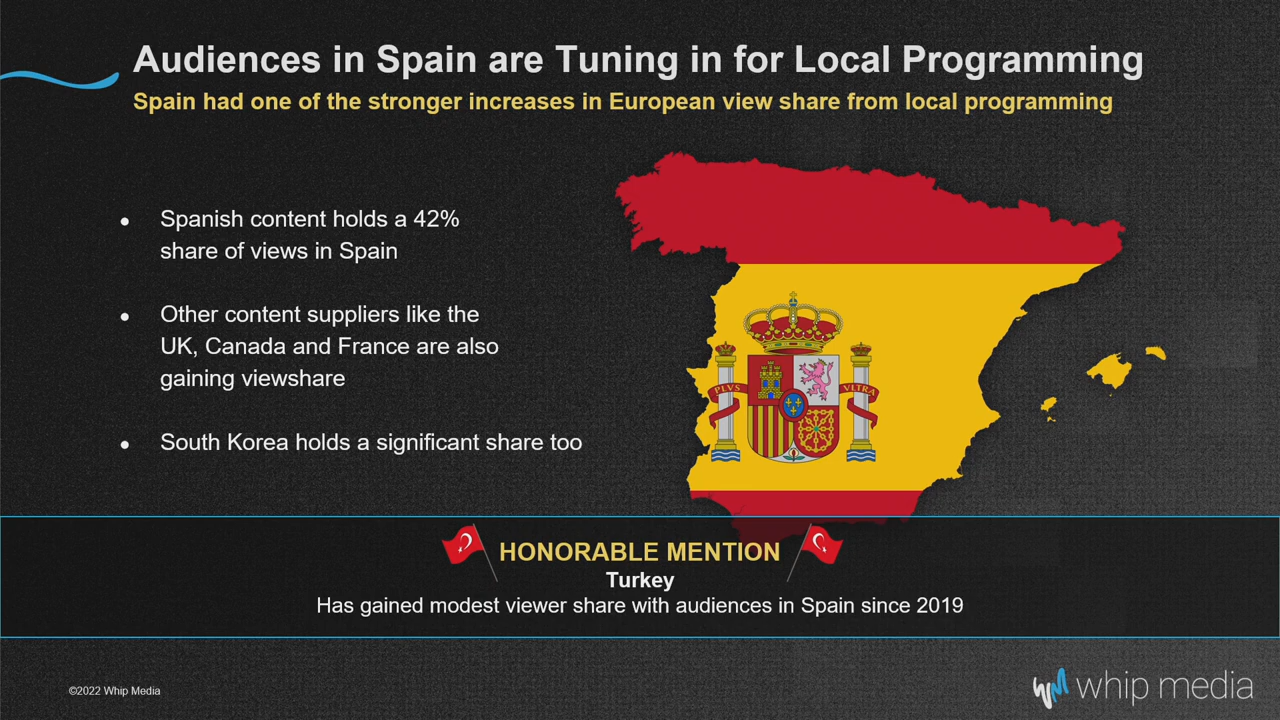 Audiences in Spain are Tuning in for Local Programming
Spain had one of the stronger increases in European view share from local programming
• Spanish content holds a 42%
share of views in Spain
• Other content suppliers like the
UK, Canada and France are also
gaining viewshare
• South Korea holds a significant share too
PLVS VLTRA
HONORABLE MENTION
Turkey
Has gained modest viewer share with audiences in Spain since 2019
©2022 Whip Media
whip media